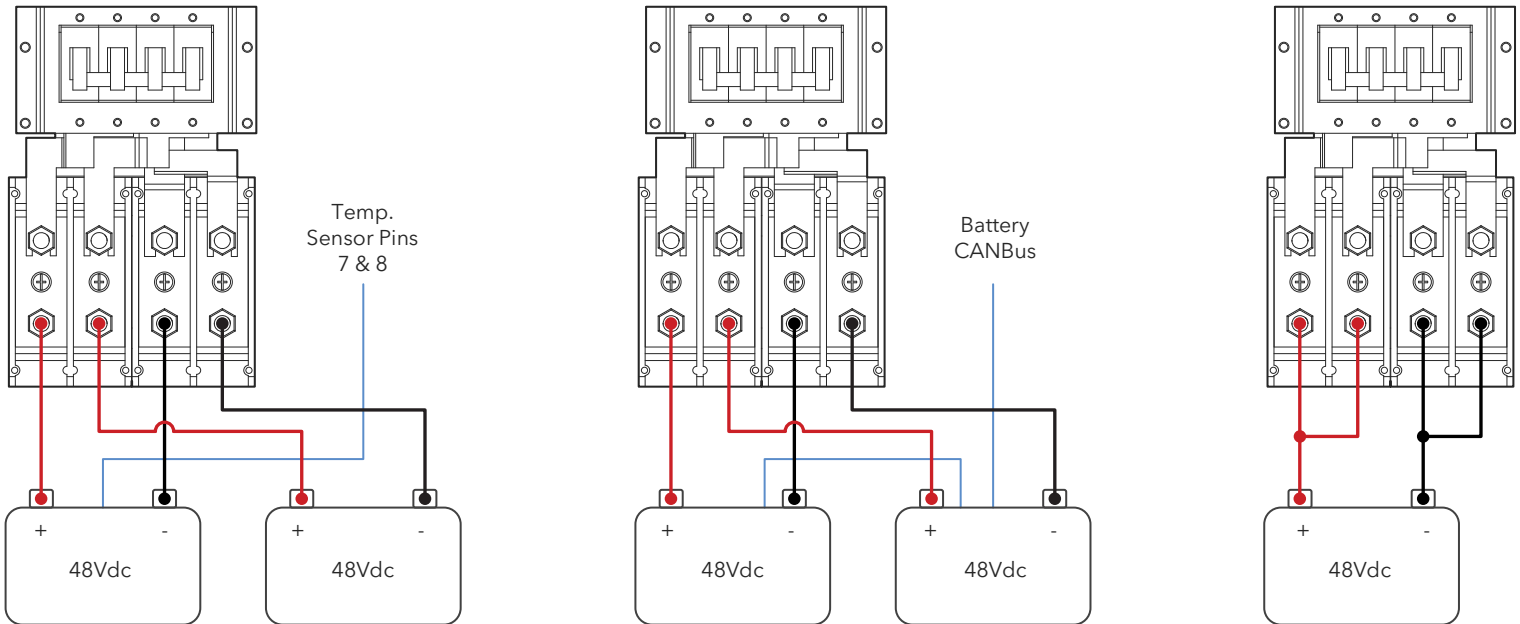 Temp.
Sensor Pins
7 & 8
+
-
48Vdc
+
-
48Vdc
Battery
CANBus
+
-
48Vdc
+
-
48Vdc
+
-
48Vdc